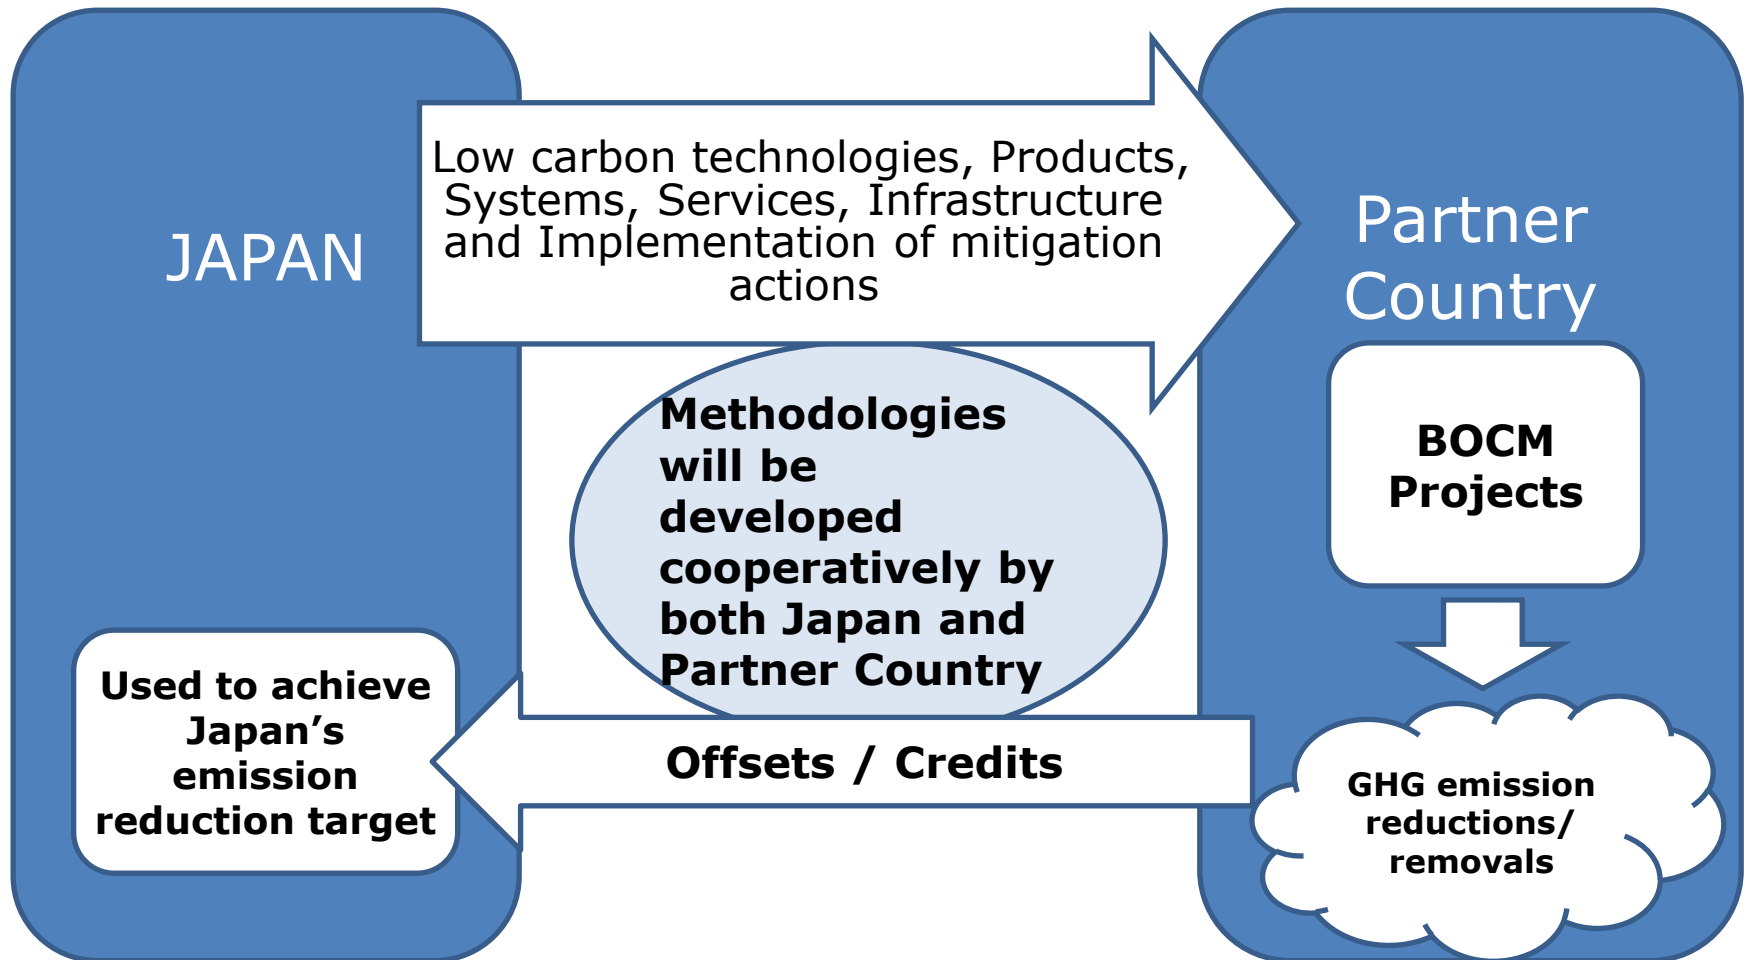 JAPAN
Low carbon technologies, Products,
Systems, Services, Infrastructure
and Implementation of mitigation
actions
Partner
Country
Methodologies
will be
developed
cooperatively by
both Japan and
Partner Country
BOCM
Projects
Used to achieve
Japan’s
emission
reduction target
Offsets / Credits
GHG emission
reductions/
removals